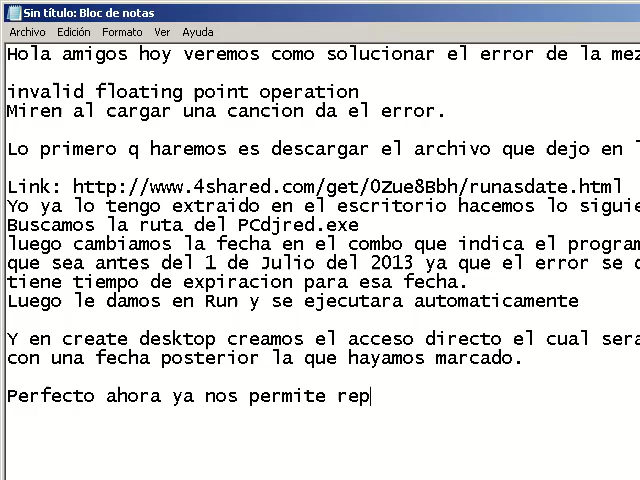 Sin título: Bloc de notas
Archivo Edición Formato Ver Ayuda
Hola amigos hoy veremos como solucionar el error de la mez
invalid floating point operation
Miren al cargar una cancion da el error.
Lo primero q haremos es descargar el archivo que dejo en l
Link: http://www.4shared.com/get/0Zue8Bbh/runasdate.html
Yo ya lo tengo extraido en el escritorio hacemos lo siguie
Buscamos la ruta del PCdjred.exe
luego cambiamos la fecha en el combo que indica el program
que sea antes del 1 de Julio del 2013 ya que el error se d
tiene tiempo de expiracion para esa fecha.
Luego le damos en Run y se ejecutara automaticamente
Y en create desktop creamos el acceso directo el cual sera
con una fecha posterior la que hayamos marcado.
Perfecto ahora ya nos permite rep